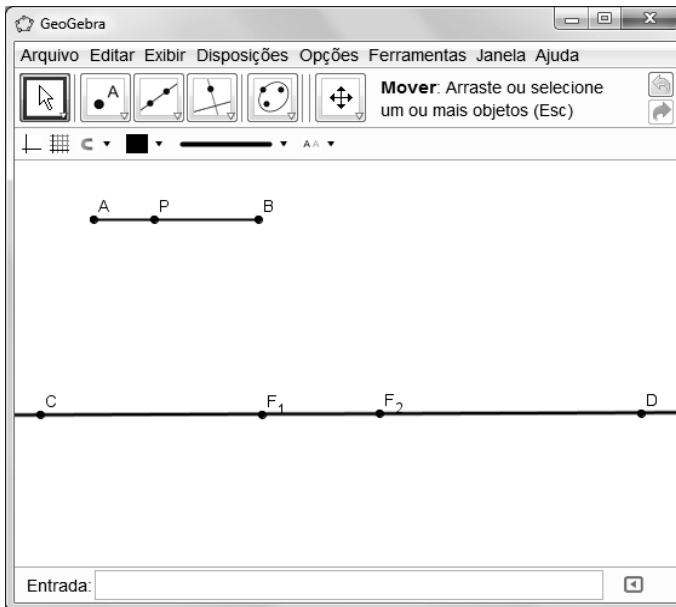 GeoGebra
Arquivo Editar Exibir Disposições Opções Ferramentas Janela Ajuda
A
Mover: Arraste ou selecione
um ou mais objetos (Esc)
A A
A P B
C F₁ F₂ D
Entrada: